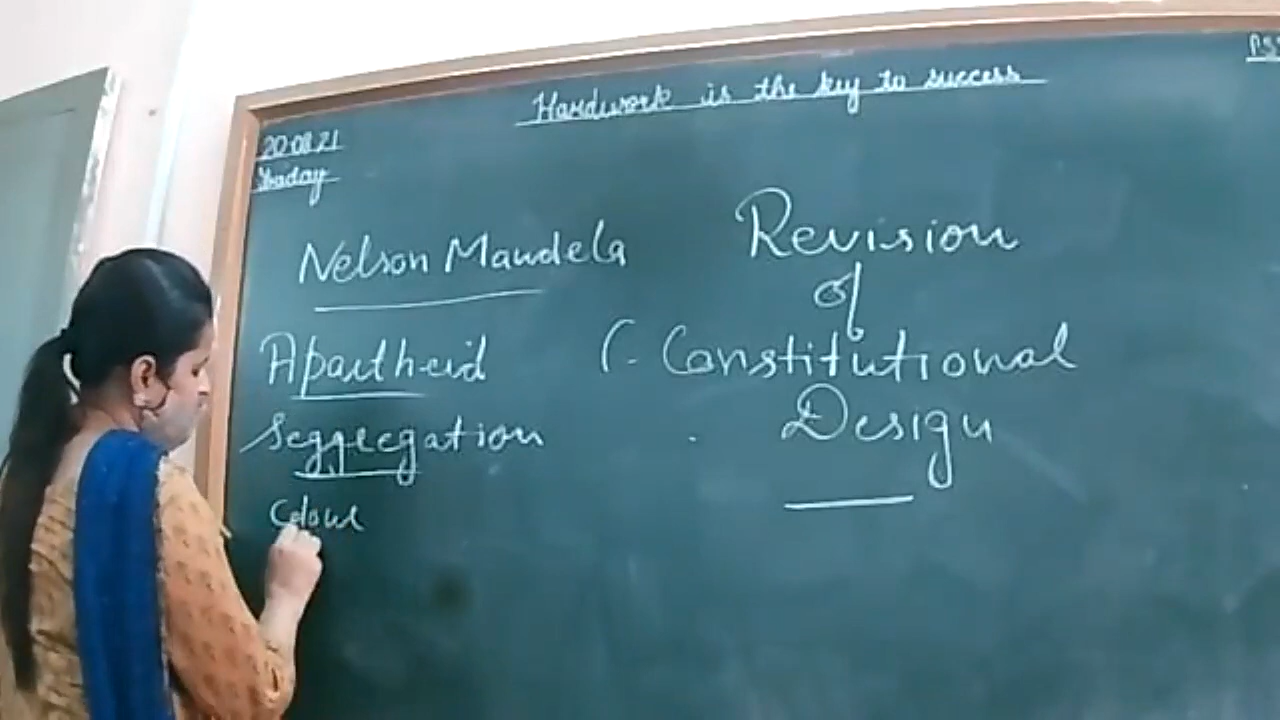 Hardwork is the key to success
20.08.21
Nelson Mandela
Apartheid
Seggregation
Colour
Revision
of
(- Constitutional
Design